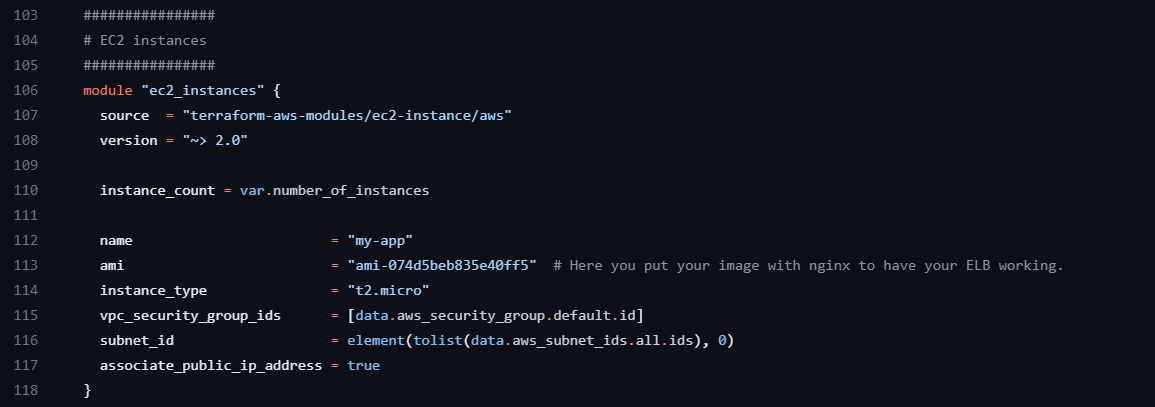 103 ################
104 # EC2 instances
105 ################
106 module "ec2_instances" {
107   source  = "terraform-aws-modules/ec2-instance/aws"
108   version = "~> 2.0"
109
110   instance_count = var.number_of_instances
111
112   name                        = "my-app"
113   ami                         = "ami-074d5beb835e40ff5"  # Here you put your image with nginx to have your ELB working.
114   instance_type               = "t2.micro"
115   vpc_security_group_ids      = [data.aws_security_group.default.id]
116   subnet_id                   = element(tolist(data.aws_subnet_ids.all.ids), 0)
117   associate_public_ip_address = true
118 }